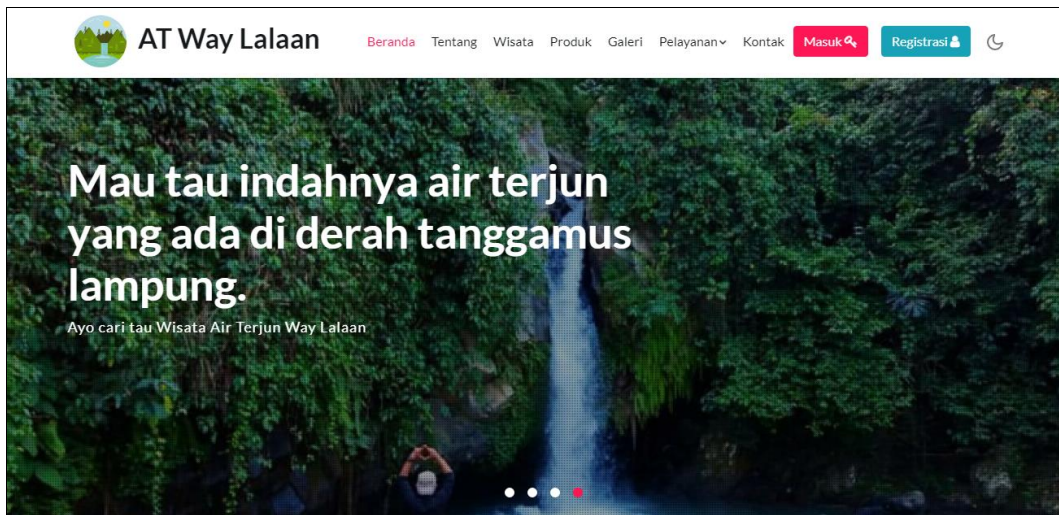 AT Way Lalaan
Beranda Tentang Wisata Produk Galeri Pelayanan Kontak Masuk Registrasi
Mau tau indahnya air terjun
yang ada di derah tanggamus
lampung.
Ayo cari tau Wisata Air Terjun Way Lalaan